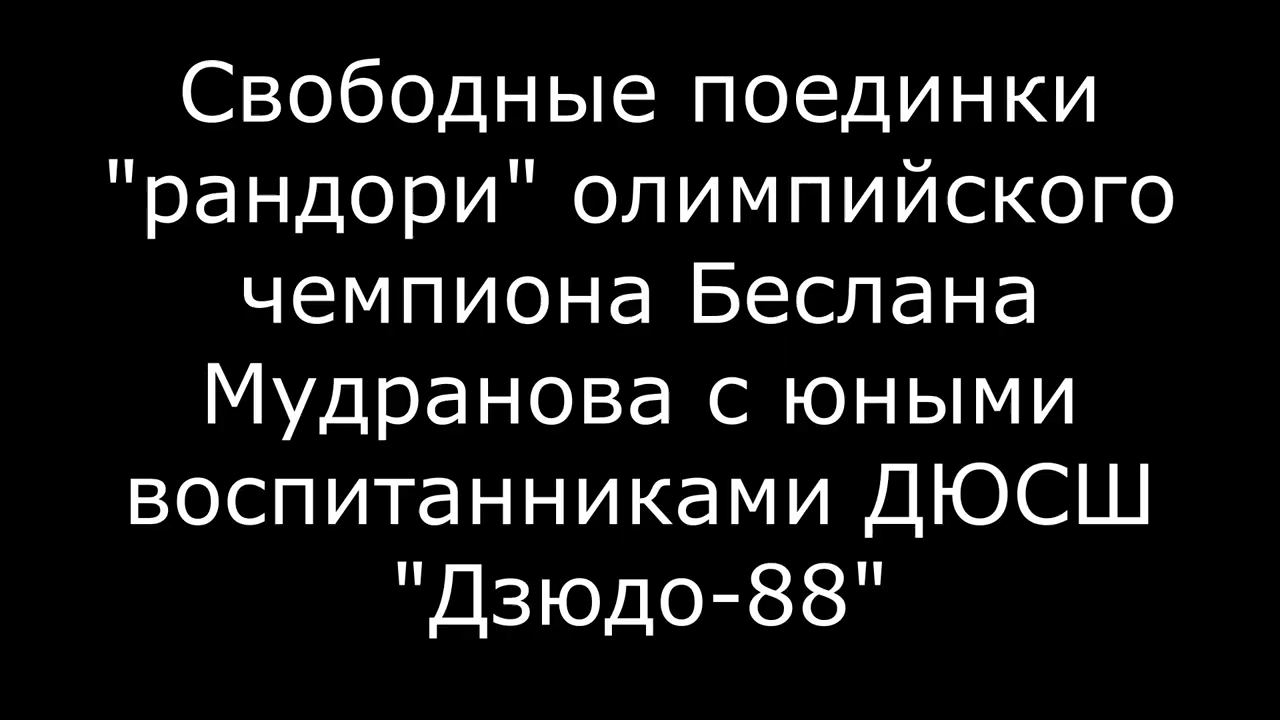 Свободные поединки
"рандори" олимпийского
чемпиона Беслана
Мудранова с юными
воспитанниками ДЮСШ
"Дзюдо-88"